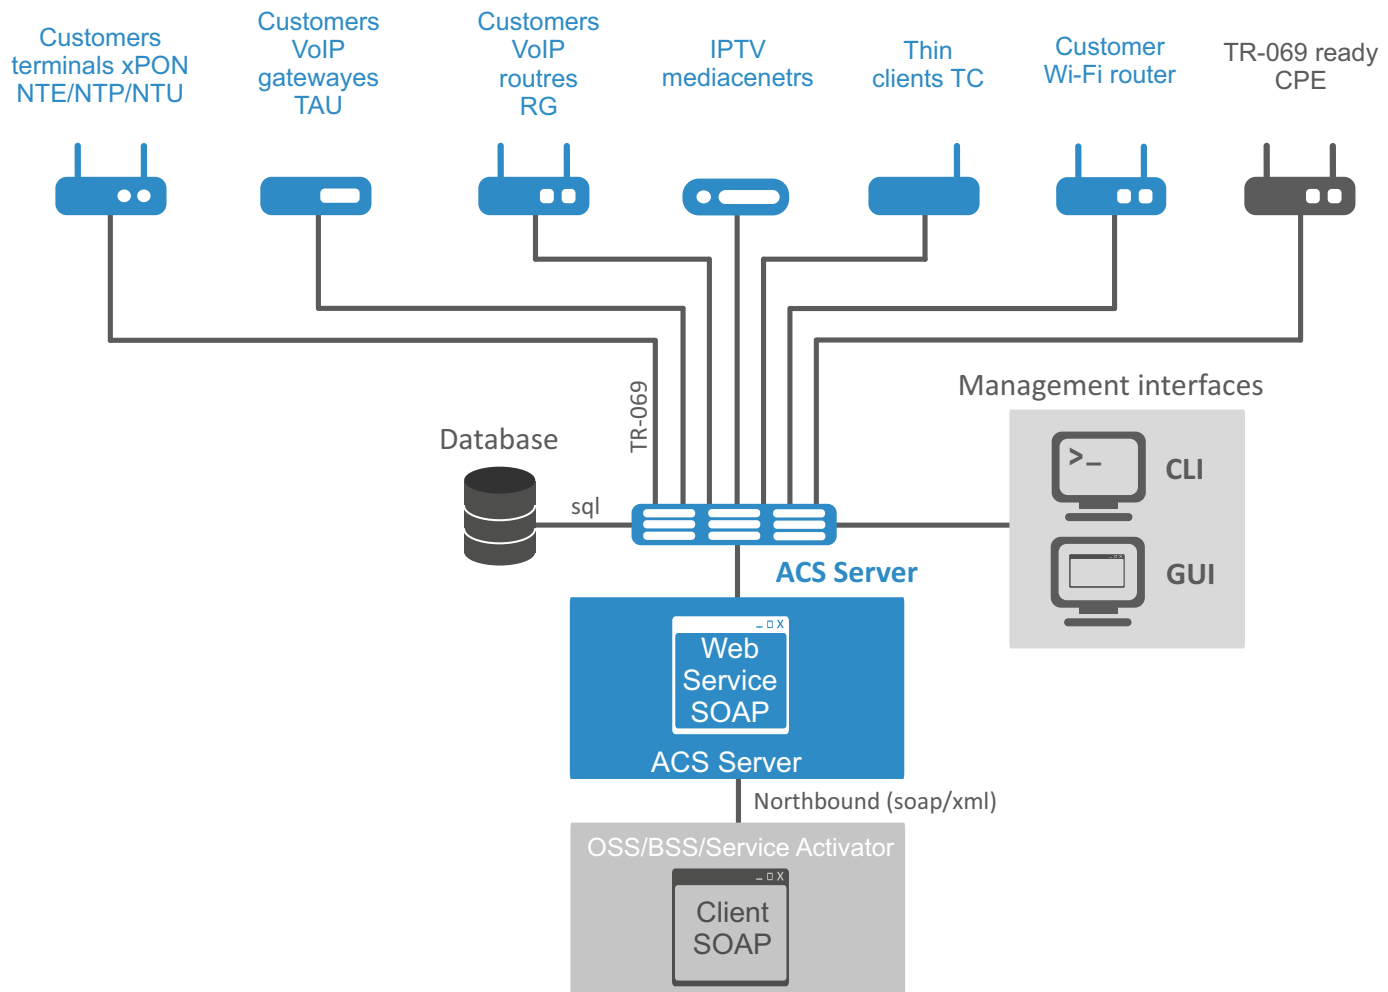 Customers
terminals xPON
NTE/NTP/NTU
Customers
VoIP
gatewayes
TAU
Customers
VoIP
routres
RG
IPTV
mediacenetrs
Thin
clients TC
Customer
Wi-Fi router
TR-069 ready
CPE
TR-069
Database
sql
Management interfaces
>_
CLI
GUI
ACS Server
Web
Service
SOAP
ACS Server
Northbound (soap/xml)
OSS/BSS/Service Activator
Client
SOAP